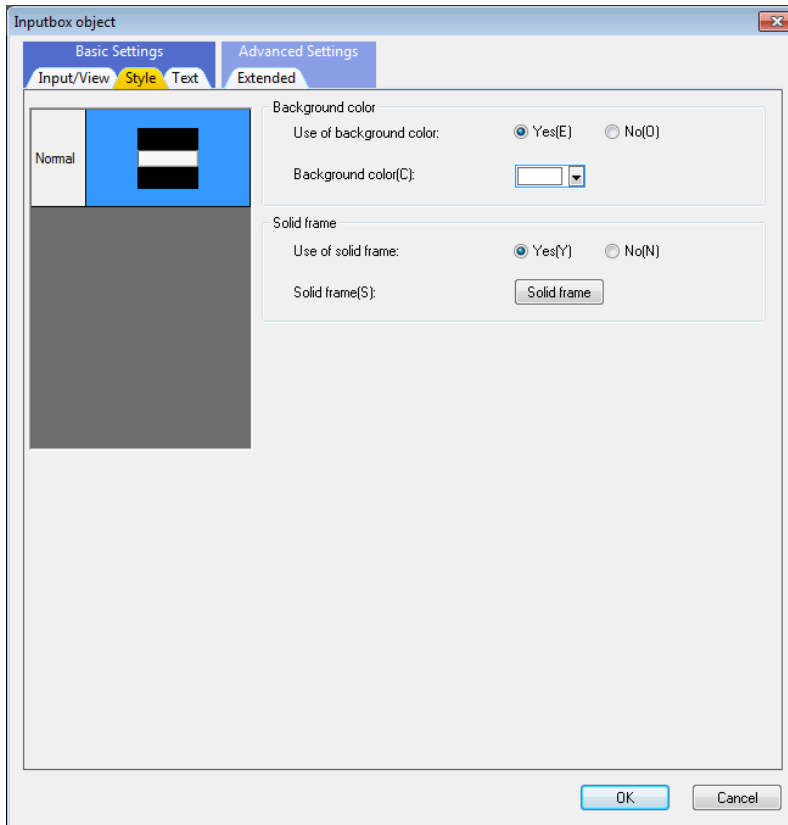 Inputbox object
Basic Settings
Advanced Settings
Input/View Style Text
Extended
Normal
Background color
Use of background color: Yes(E) No(O)
Background color(C):
Solid frame
Use of solid frame: Yes(Y) No(N)
Solid frame(S): Solid frame
OK Cancel